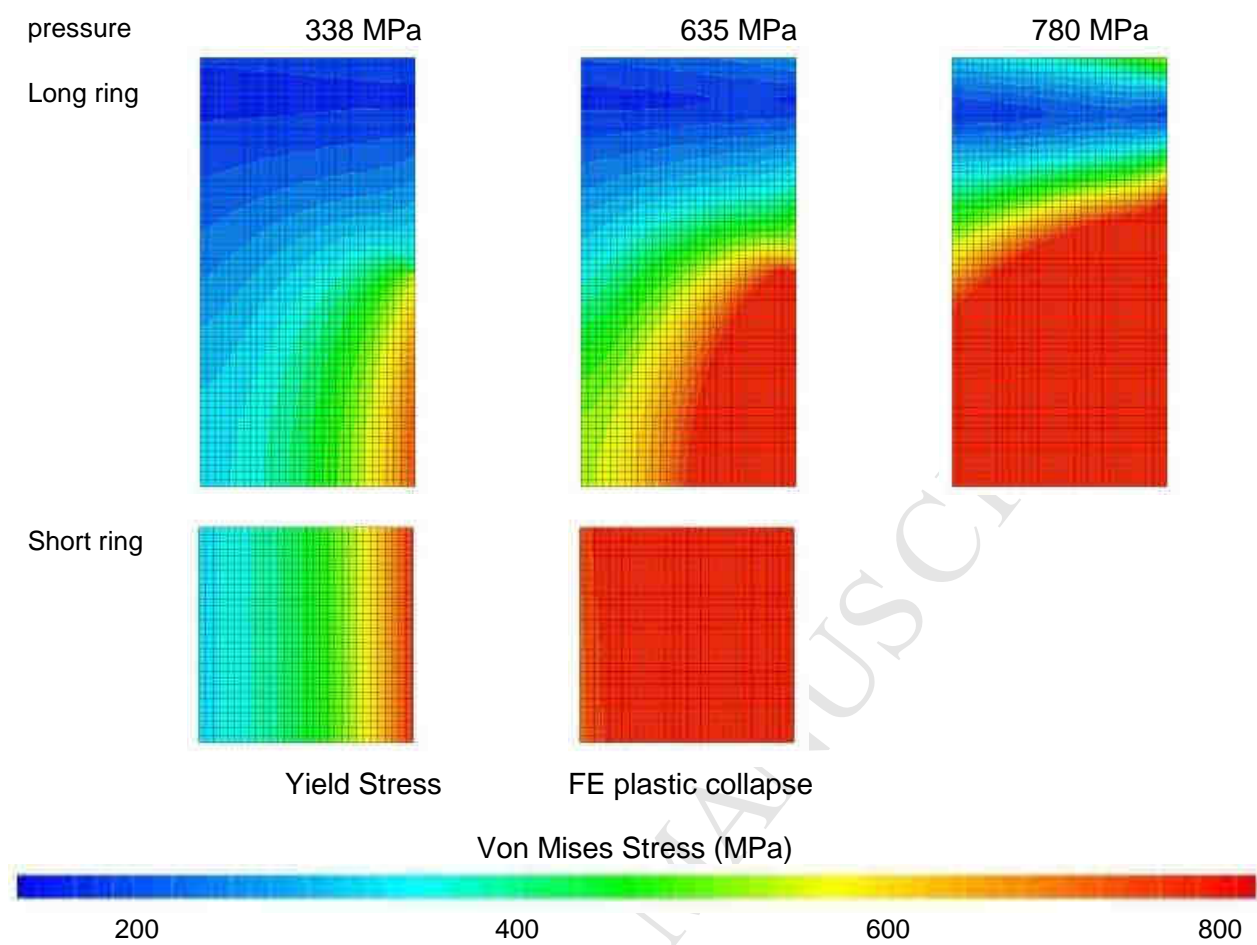 pressure 338 MPa 635 MPa 780 MPa
Long ring
Short ring
Yield Stress FE plastic collapse
Von Mises Stress (MPa)
200 400 600 800